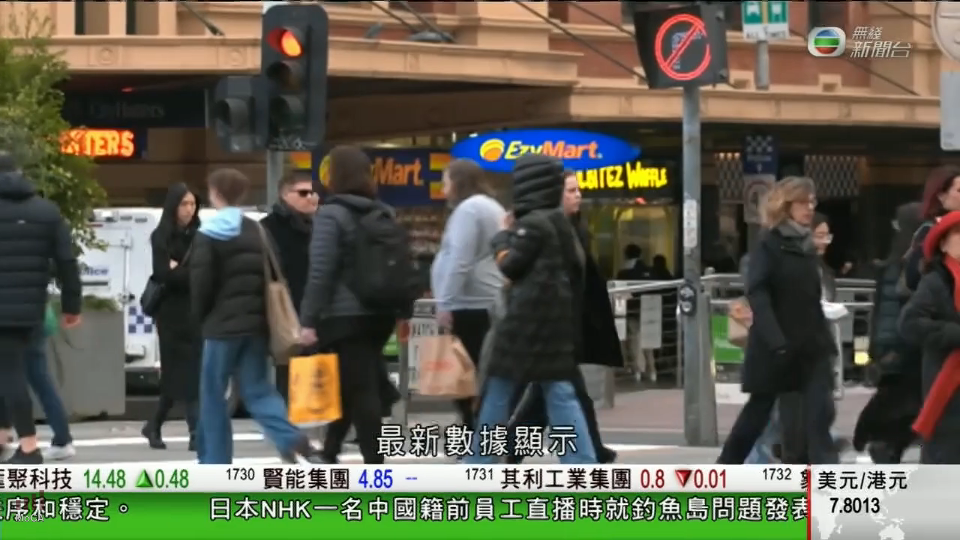 無綫
新聞台
TERS
EzyMart.
Mart.
WAFFLE
最新數據顯示
聚科技 14.48 ▲0.48 1730 賢能集團 4.85 -- 1731 其利工業集團 0.8 ▼0.01 1732
美元/港元
7.8013
和穩定。 日本NHK一名中國籍前員工直播時就釣魚島問題發表